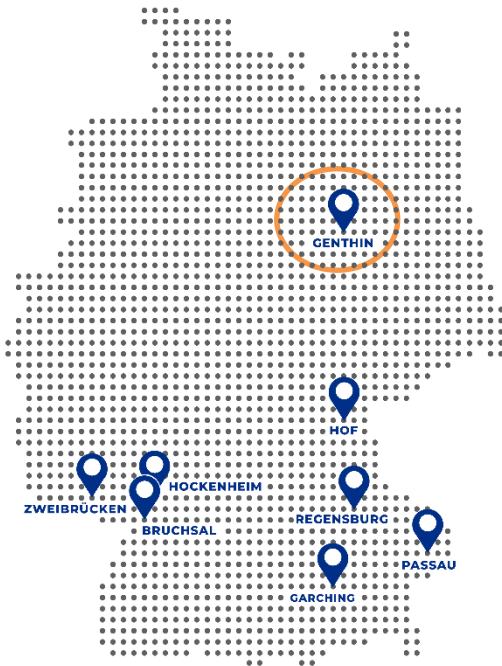 GENTHIN
HOF
HOCKENHEIM
ZWEIBRÜCKEN
REGENSBURG
BRUCHSAL
PASSAU
GARCHING